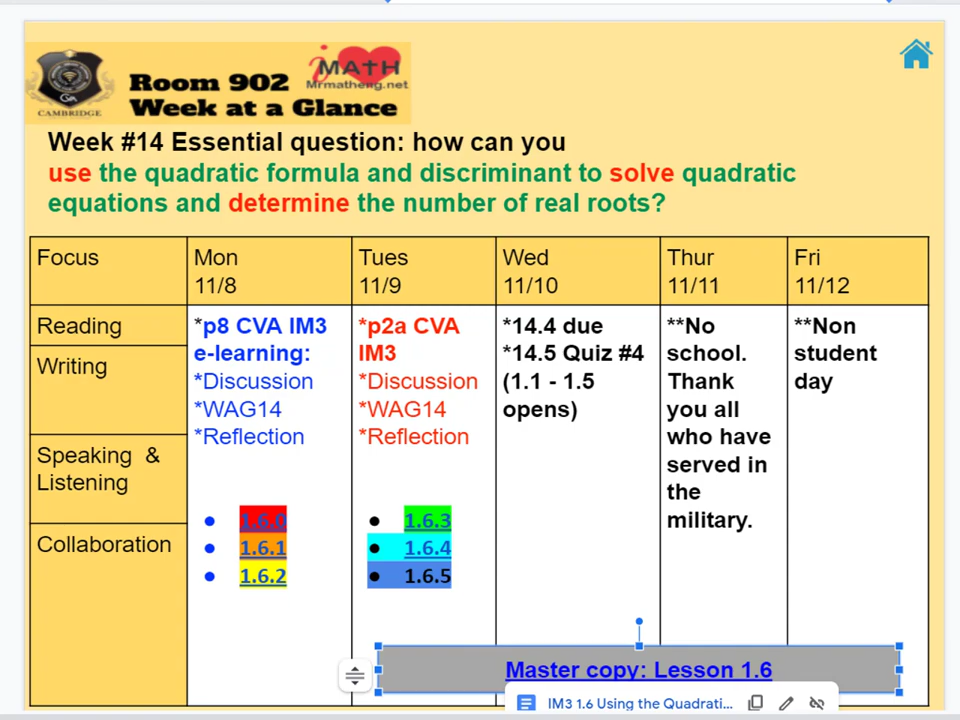 Room 902
Week at a Glance
iMATH
Mrmatheng.net
CAMBRIDGE
Week #14 Essential question: how can you
use the quadratic formula and discriminant to solve quadratic
equations and determine the number of real roots?
Focus
Mon
11/8
Tues
11/9
Wed
11/10
Thur
11/11
Fri
11/12
Reading
Writing
Speaking &
Listening
Collaboration
*p8 CVA IM3
e-learning:
*Discussion
*WAG14
*Reflection
● 1.6.0
● 1.6.1
● 1.6.2
*p2a CVA
IM3
*Discussion
*WAG14
*Reflection
● 1.6.3
● 1.6.4
● 1.6.5
*14.4 due
*14.5 Quiz #4
(1.1 - 1.5
opens)
**No
school.
Thank
you all
who have
served in
the
military.
**Non
student
day
Master copy: Lesson 1.6
IM3 1.6 Using the Quadrati...